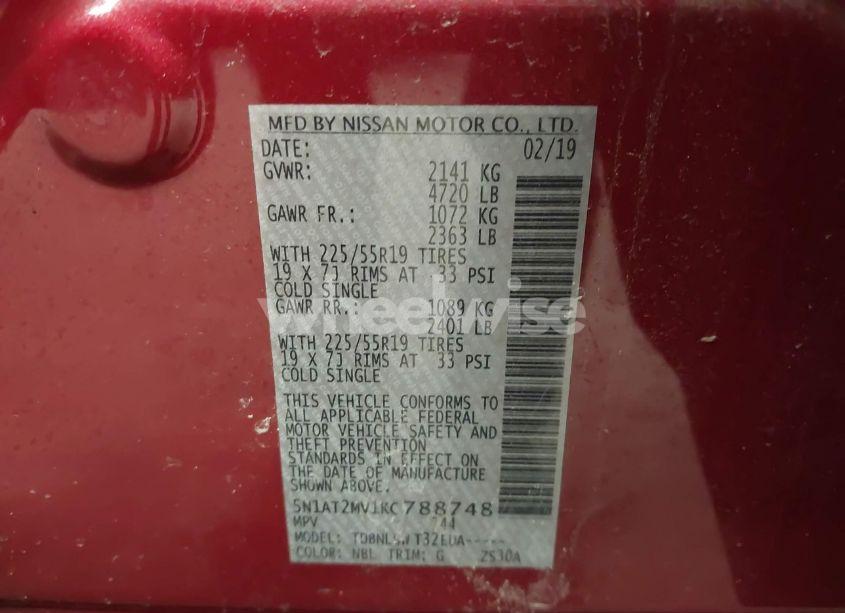 MFD BY NISSAN MOTOR CO., LTD.
DATE: 02/19
GVWR: 2141 KG
4720 LB
GAWR FR.: 1072 KG
2363 LB
WITH 225/55R19 TIRES
19 X 7J RIMS AT 33 PSI
COLD SINGLE
GAWR RR.: 1089 KG
2401 LB
WITH 225/55R19 TIRES
19 X 7J RIMS AT 33 PSI
COLD SINGLE
wheelwise
THIS VEHICLE CONFORMS TO
ALL APPLICABLE FEDERAL
MOTOR VEHICLE SAFETY AND
THEFT PREVENTION
STANDARDS IN EFFECT ON
THE DATE OF MANUFACTURE
5N1AT2MV1KC788748
MPV 244
MODEL:
COLOR: NBL TRIM: G 2S30A